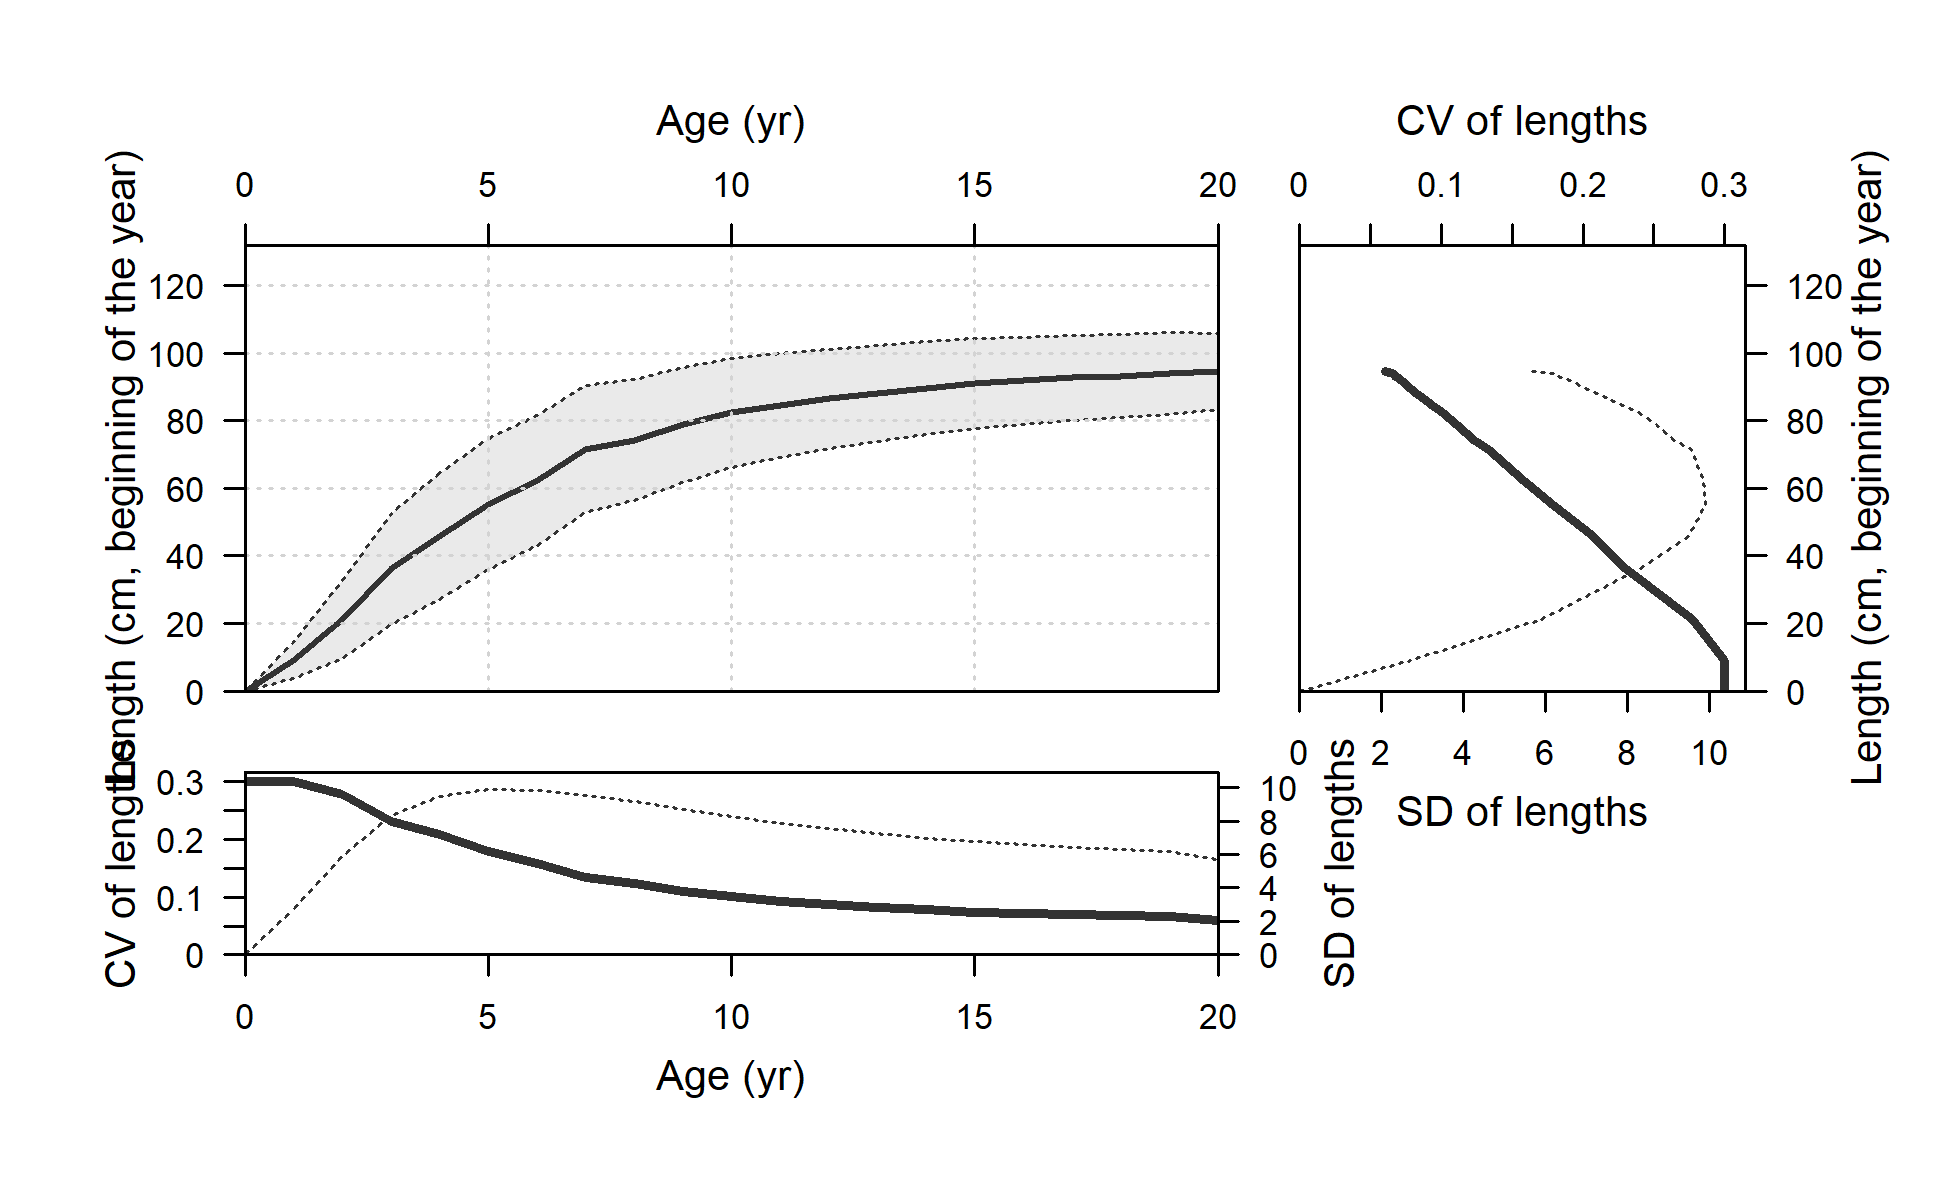 Age (yr)
CV of lengths
0 5 10 15 20
0 0.1 0.2 0.3
Length (cm, beginning of the year)
120
100
80
60
40
20
0
120
100
80
60
40
20
0
Length (cm, beginning of the year)
0 2 4 6 8 10
SD of lengths
CV of lengths
0.3
0.2
0.1
0
10
8
6
4
2
0
SD of lengths
0 5 10 15 20
Age (yr)